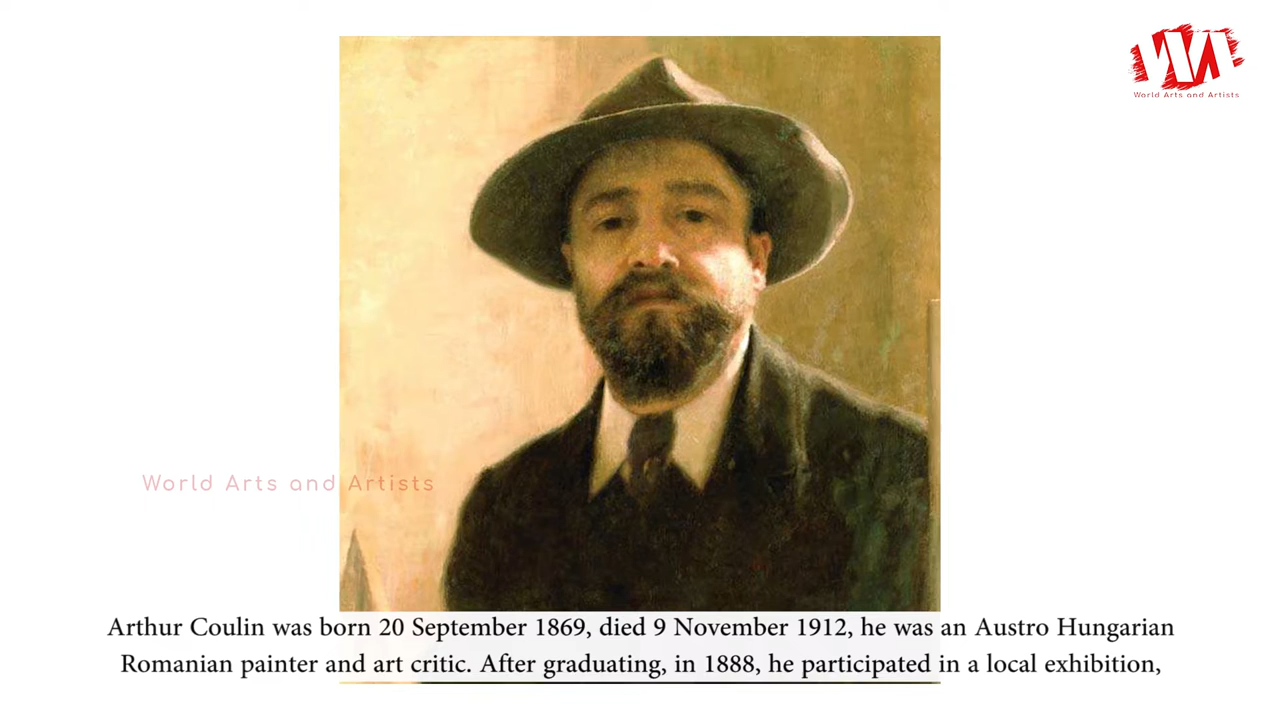 World Arts and Artists
World Arts and Artists
Arthur Coulin was born 20 September 1869, died 9 November 1912, he was an Austro Hungarian
Romanian painter and art critic. After graduating, in 1888, he participated in a local exhibition,